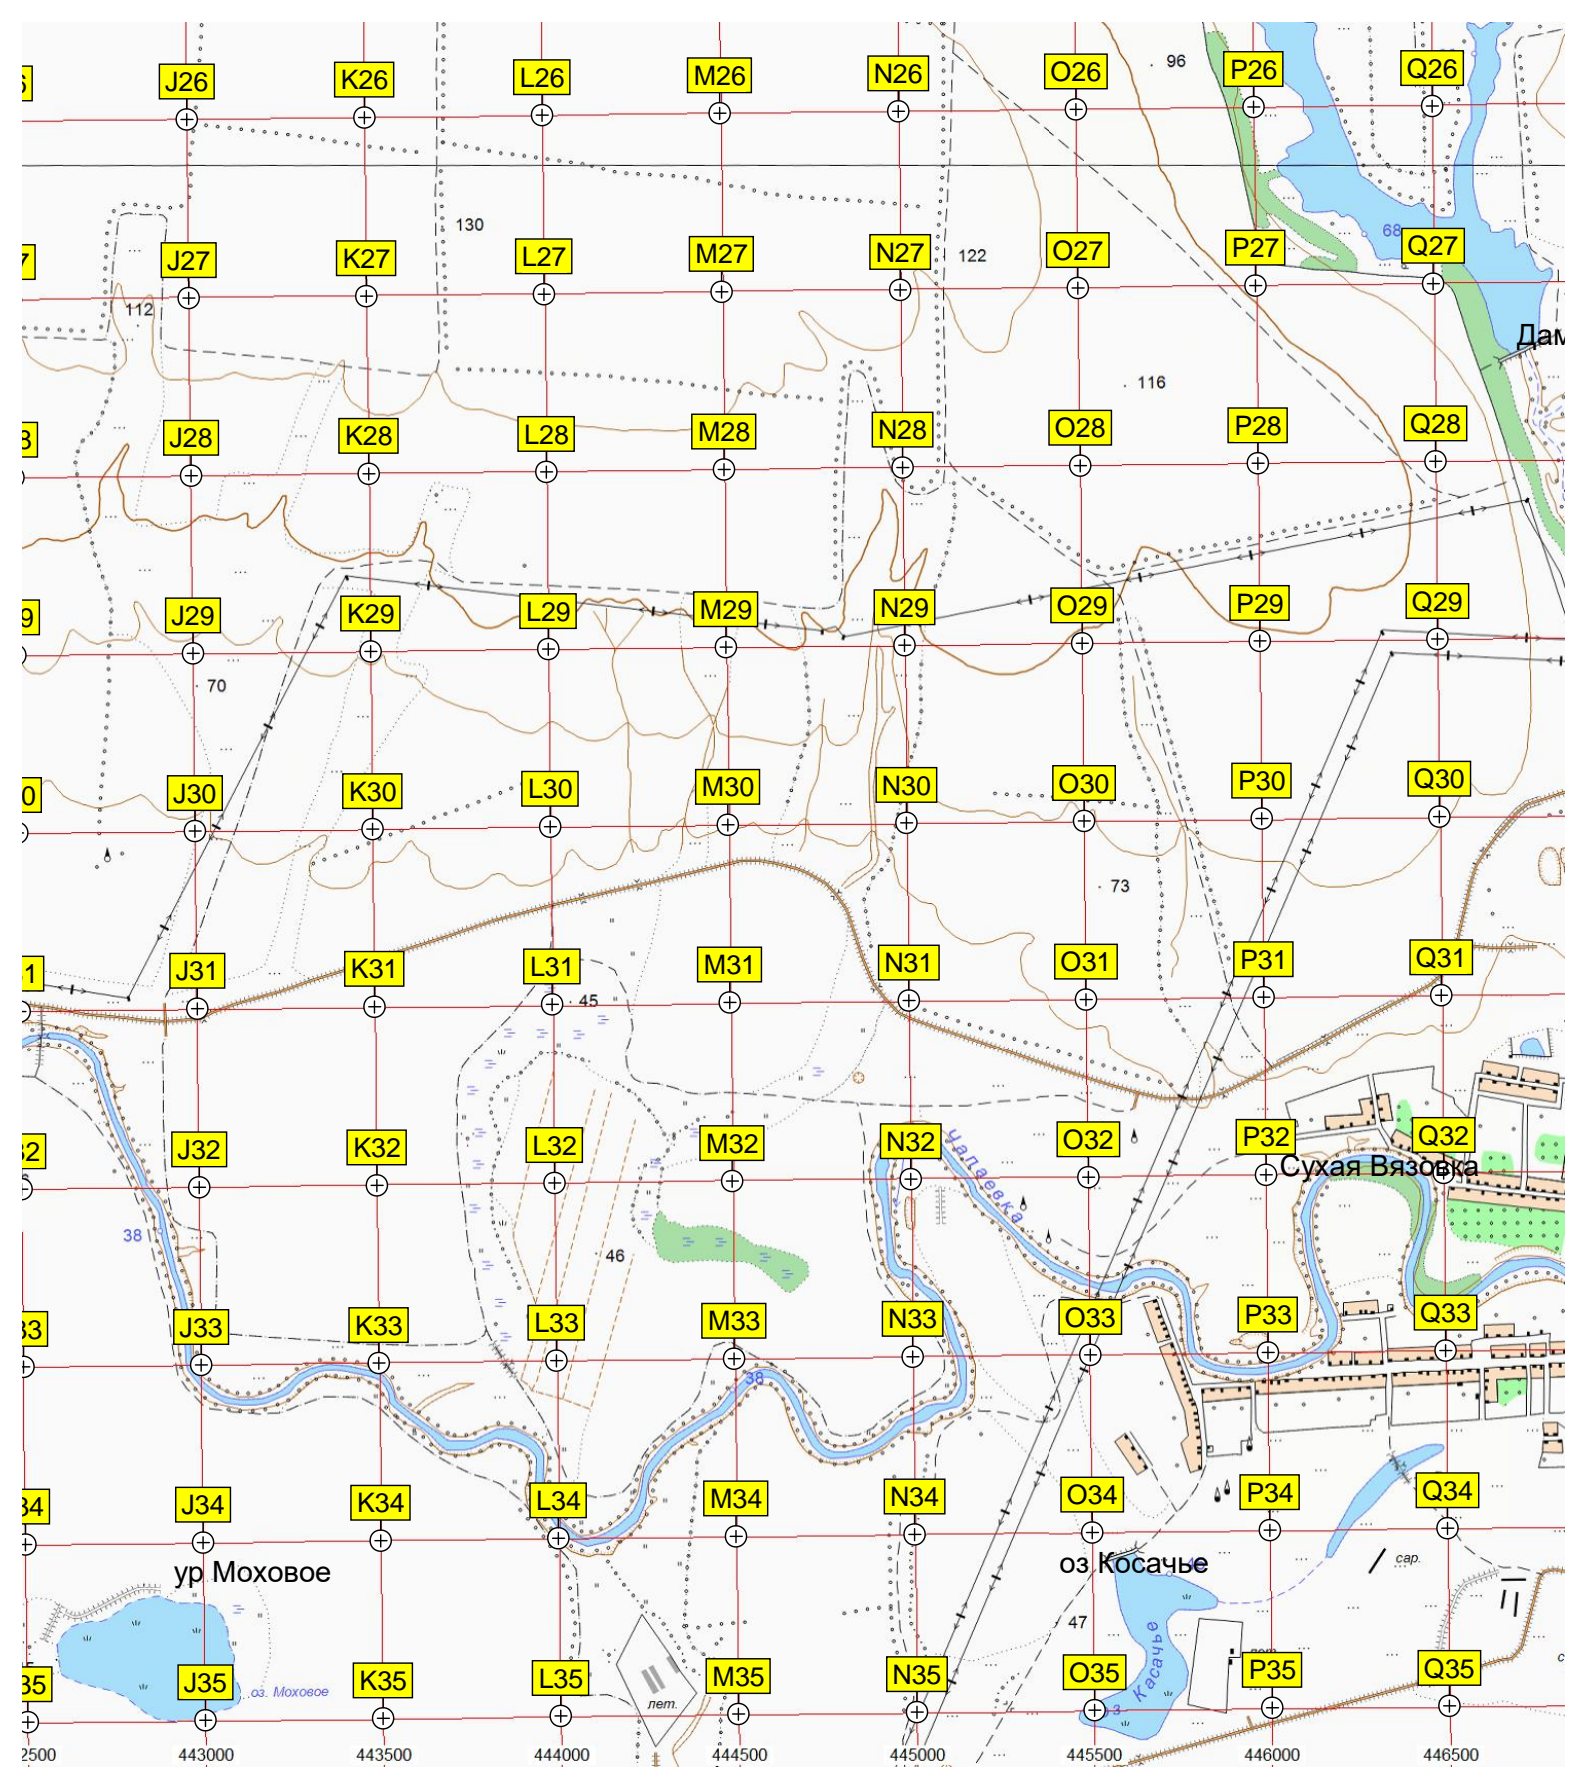 J26 K26 L26 M26 N26 O26 96 P26 Q26
130
68
J27 K27 L27 M27 N27 122 O27 P27 Q27
112
Дам
116
J28 K28 L28 M28 N28 O28 P28 Q28
J29 K29 L29 M29 N29 O29 P29 Q29
70
J30 K30 L30 M30 N30 O30 P30 Q30
73
J31 K31 L31 M31 N31 O31 P31 Q31
45
J32 K32 L32 M32 N32 Чапаевка O32 P32 Q32
Сухая Вязовка
38
46
J33 K33 L33 M33 N33 O33 P33 Q33
38
J34 K34 L34 M34 N34 O34 P34 Q34
ур Моховое
оз Косачье
сар.
47
Касачье
J35 K35 L35 M35 N35 O35 P35 Q35
оз. Моховое
лет.
2500 443000 443500 444000 444500 445000 445500 446000 446500